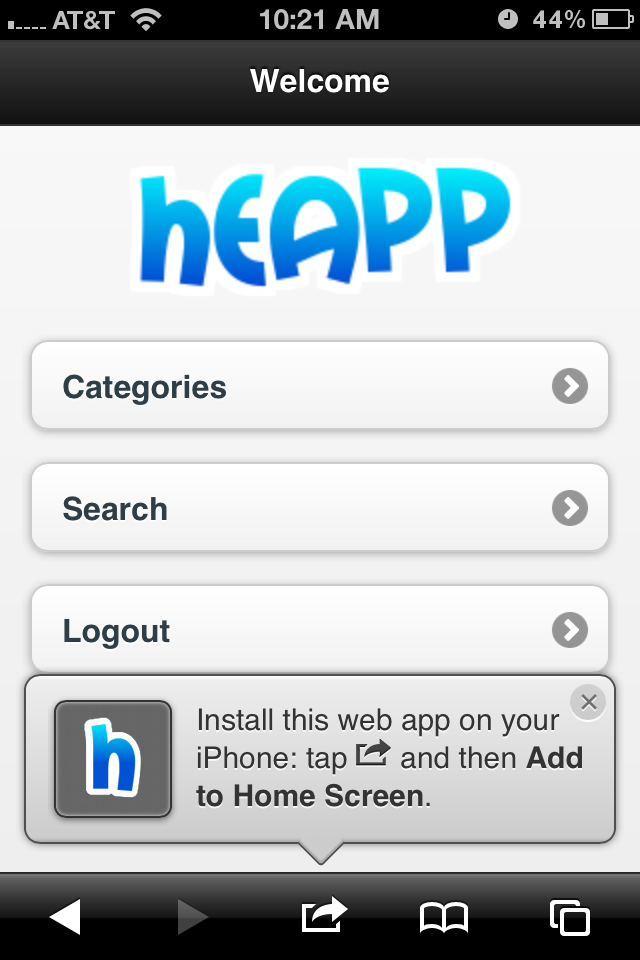 AT&T 10:21 AM 44%
Welcome
hEAPP
Categories
Search
Logout
h
Install this web app on your
iPhone: tap and then Add
to Home Screen.